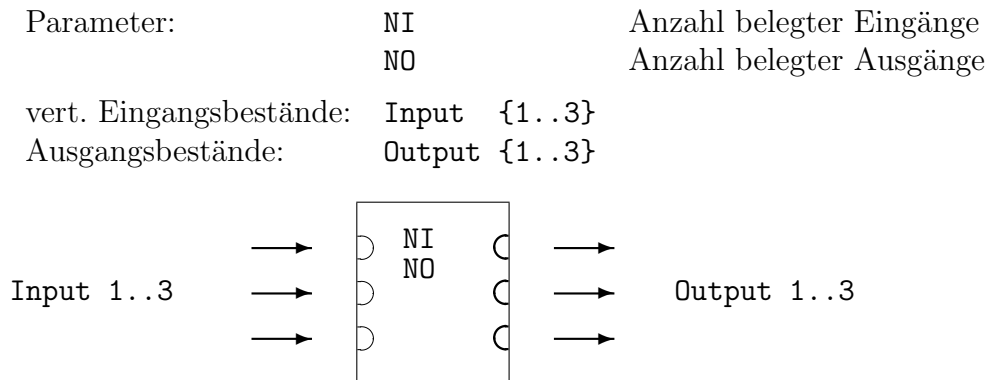 Parameter: NI Anzahl belegter Eingänge
NO Anzahl belegter Ausgänge
vert. Eingangsbestände: Input {1..3}
Ausgangsbestände: Output {1..3}
NI
NO
Input 1..3 Output 1..3